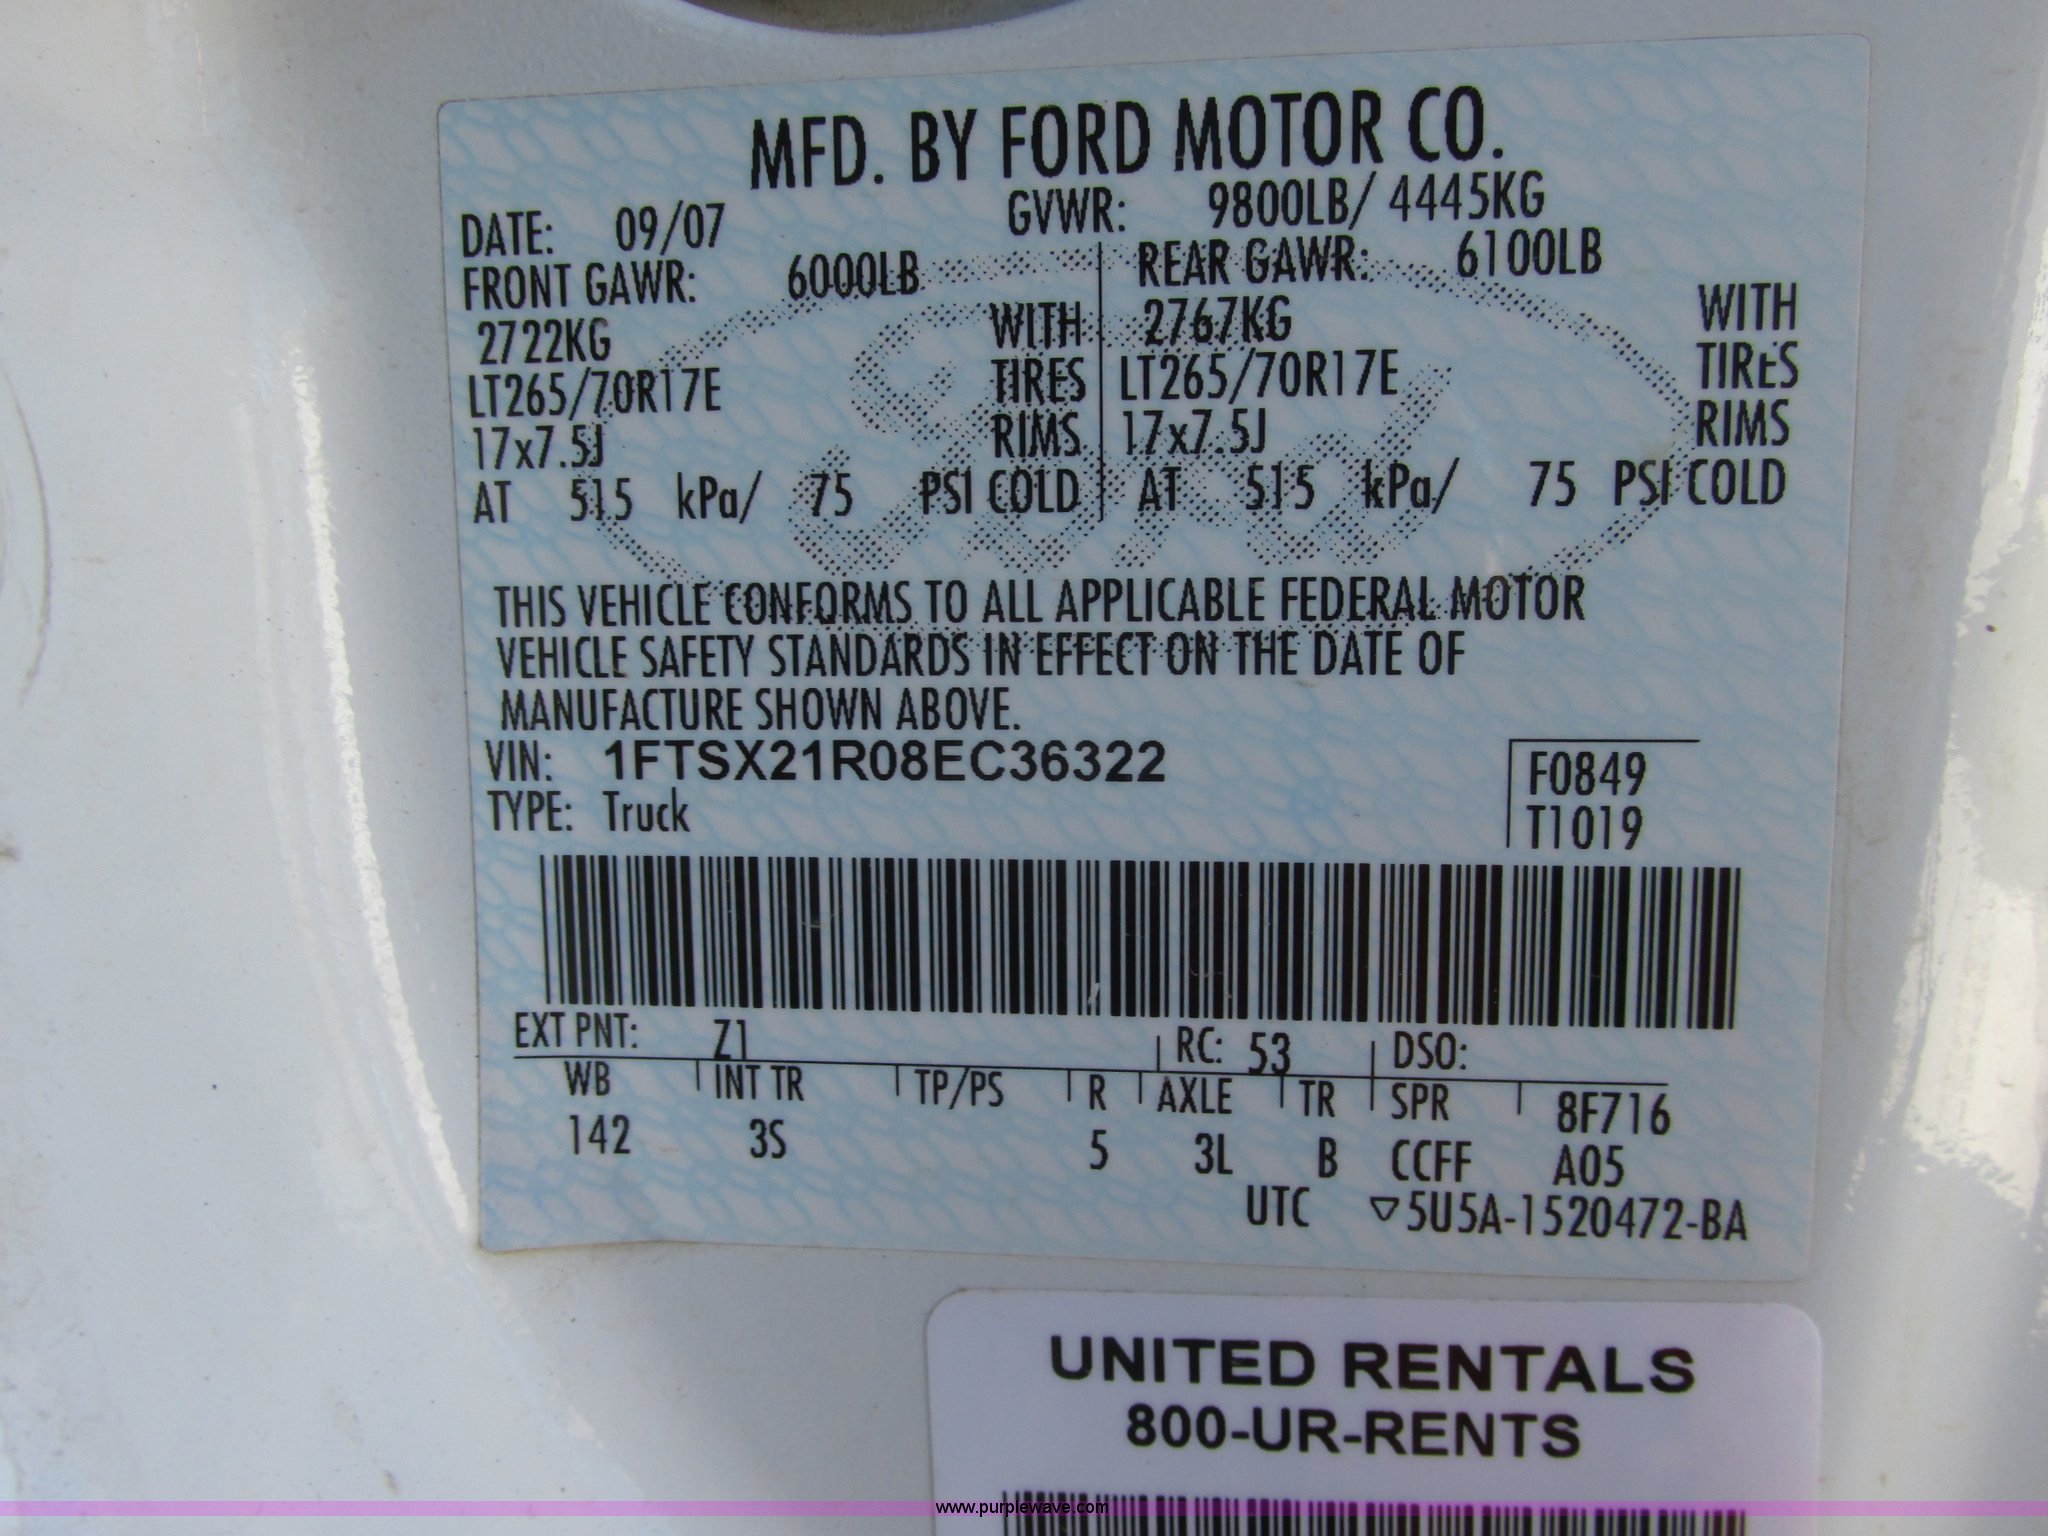 MFD. BY FORD MOTOR CO.
DATE: 09/07 GVWR: 9800LB/ 4445KG
FRONT GAWR: 6000LB REAR GAWR: 6100LB
2722KG WITH 2767KG WITH
LT265/70R17E TIRES LT265/70R17E TIRES
17x7.5J RIMS 17x7.5J RIMS
AT 515 kPa/ 75 PSI COLD AT 515 kPa/ 75 PSI COLD
THIS VEHICLE CONFORMS TO ALL APPLICABLE FEDERAL MOTOR
VEHICLE SAFETY STANDARDS IN EFFECT ON THE DATE OF
MANUFACTURE SHOWN ABOVE.
VIN: 1FTSX21R08EC36322 F0849
TYPE: Truck T1019
EXT PNT: Z1 RC: 53 DSO:
WB INT TR TP/PS R AXLE TR SPR 8F716
142 3S 5 3L B CCFF A05
UTC ▽5U5A-1520472-BA
Ford
UNITED RENTALS
800-UR-RENTS
www.purplewave.com